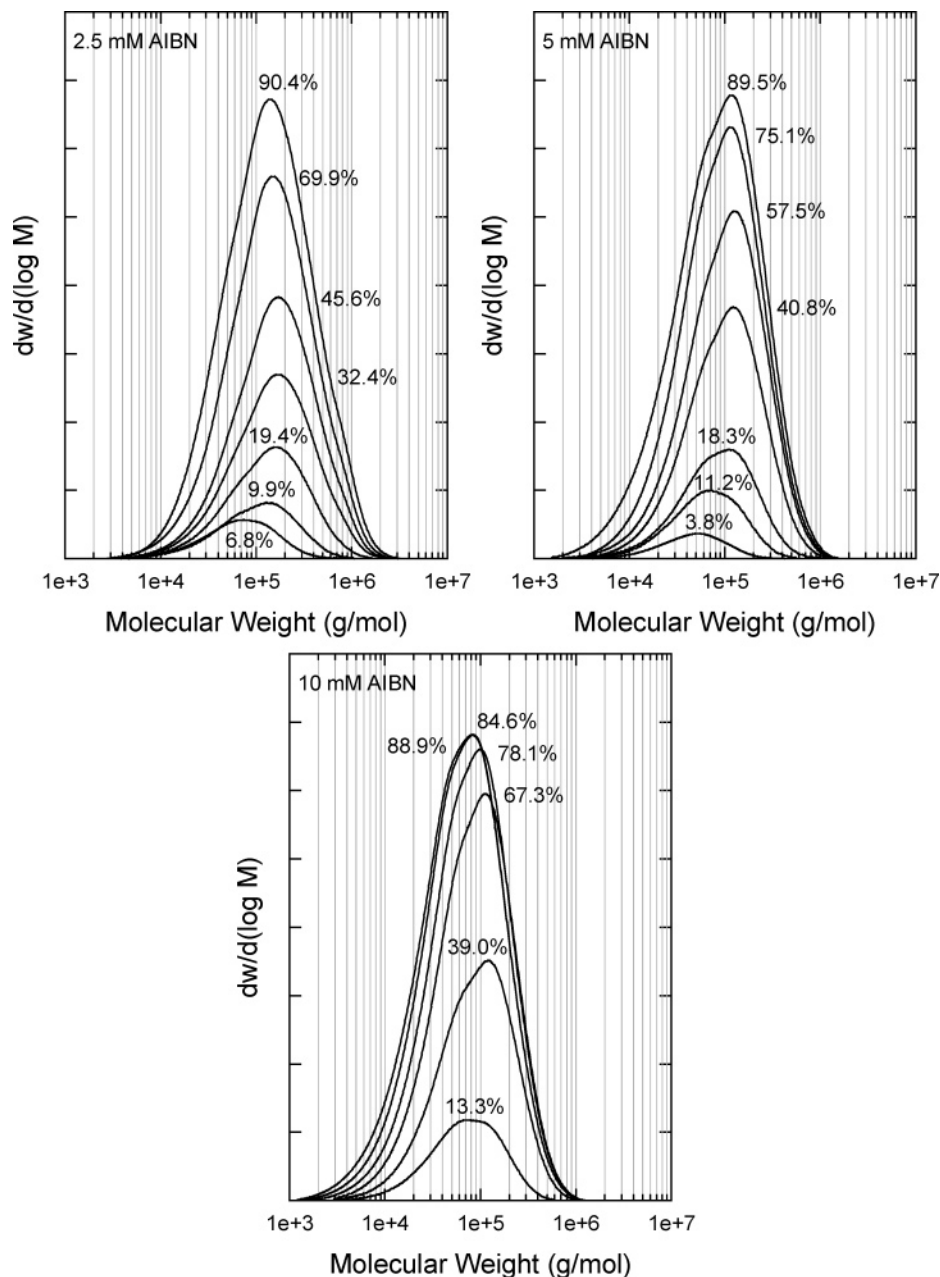 2.5 mM AIBN
90.4%
69.9%
45.6%
32.4%
19.4%
9.9%
6.8%
dw/d(log M)
1e+3 1e+4 1e+5 1e+6 1e+7
Molecular Weight (g/mol)
5 mM AIBN
89.5%
75.1%
57.5%
40.8%
18.3%
11.2%
3.8%
dw/d(log M)
1e+3 1e+4 1e+5 1e+6 1e+7
Molecular Weight (g/mol)
10 mM AIBN
84.6%
88.9%
78.1%
67.3%
39.0%
13.3%
dw/d(log M)
1e+3 1e+4 1e+5 1e+6 1e+7
Molecular Weight (g/mol)